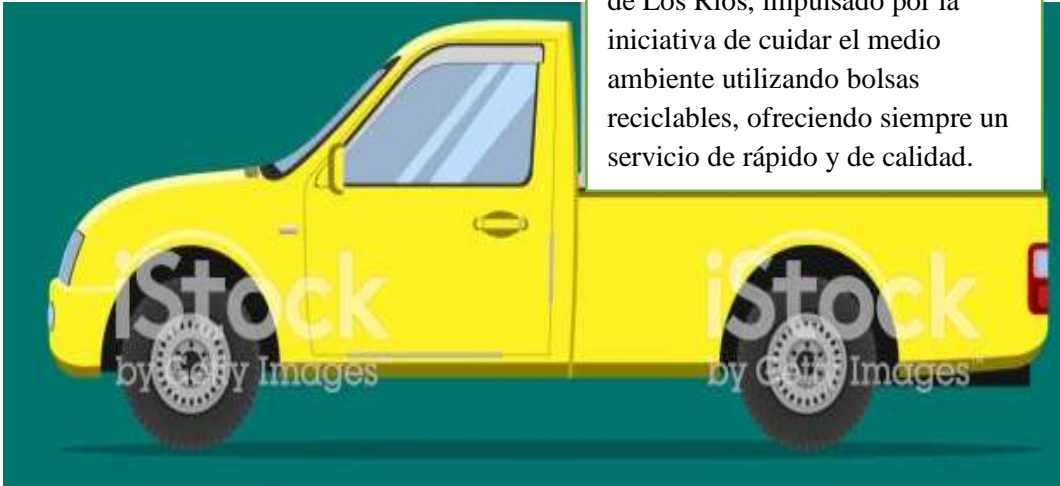 de Los Ríos, impulsado por la
iniciativa de cuidar el medio
ambiente utilizando bolsas
reciclables, ofreciendo siempre un
servicio de rápido y de calidad.
iStock
by Getty Images
iStock
by Getty Images™